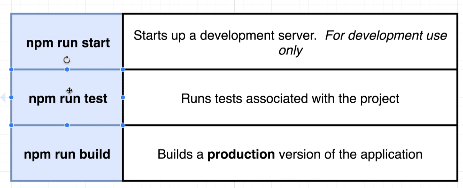 npm run start
Starts up a development server. For development use
only
npm run test
Runs tests associated with the project
npm run build
Builds a production version of the application